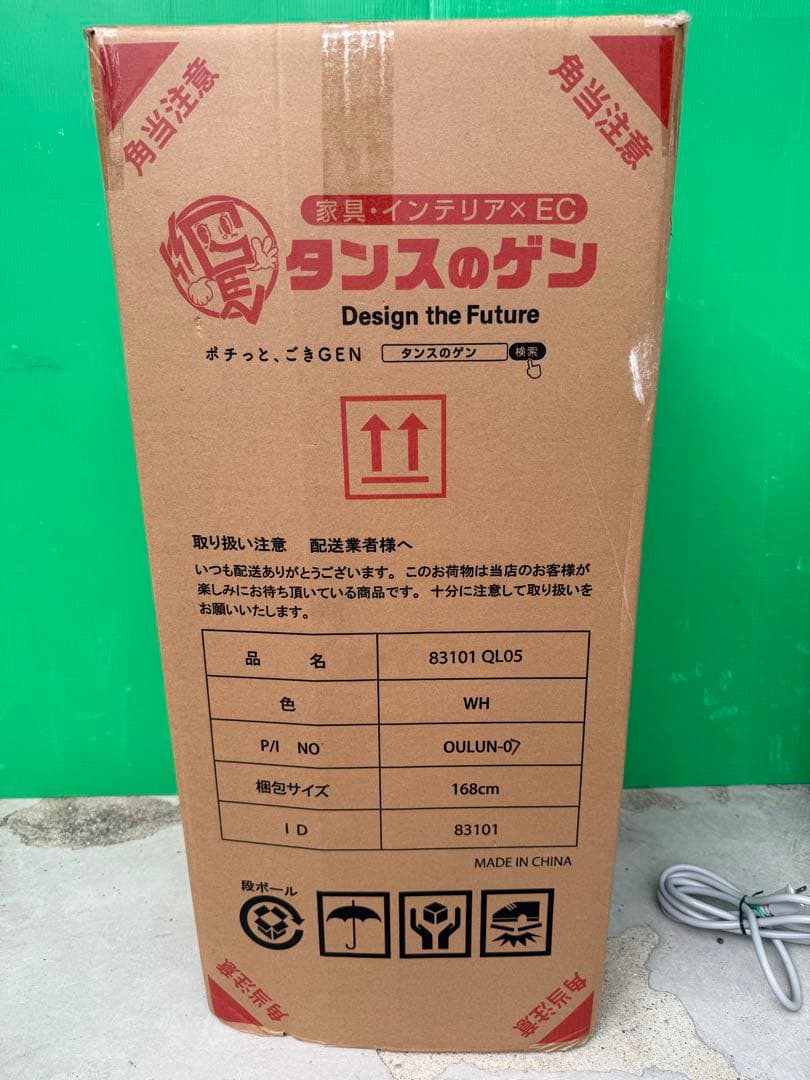 角当注意
角当注意
家具・インテリア×EC
GEN
タンスのゲン
Design the Future
ポチっと、ごきGEN タンスのゲン 検索
取り扱い注意 配送業者様へ
いつも配送ありがとうございます。このお荷物は当店のお客様が
楽しみにお待ち頂いている商品です。十分に注意して取り扱いを
お願いいたします。
品 名 83101 QL05
色 WH
P/I NO OULUN-07
梱包サイズ 168cm
ID 83101
MADE IN CHINA
段ボール
角当注意
角当注意